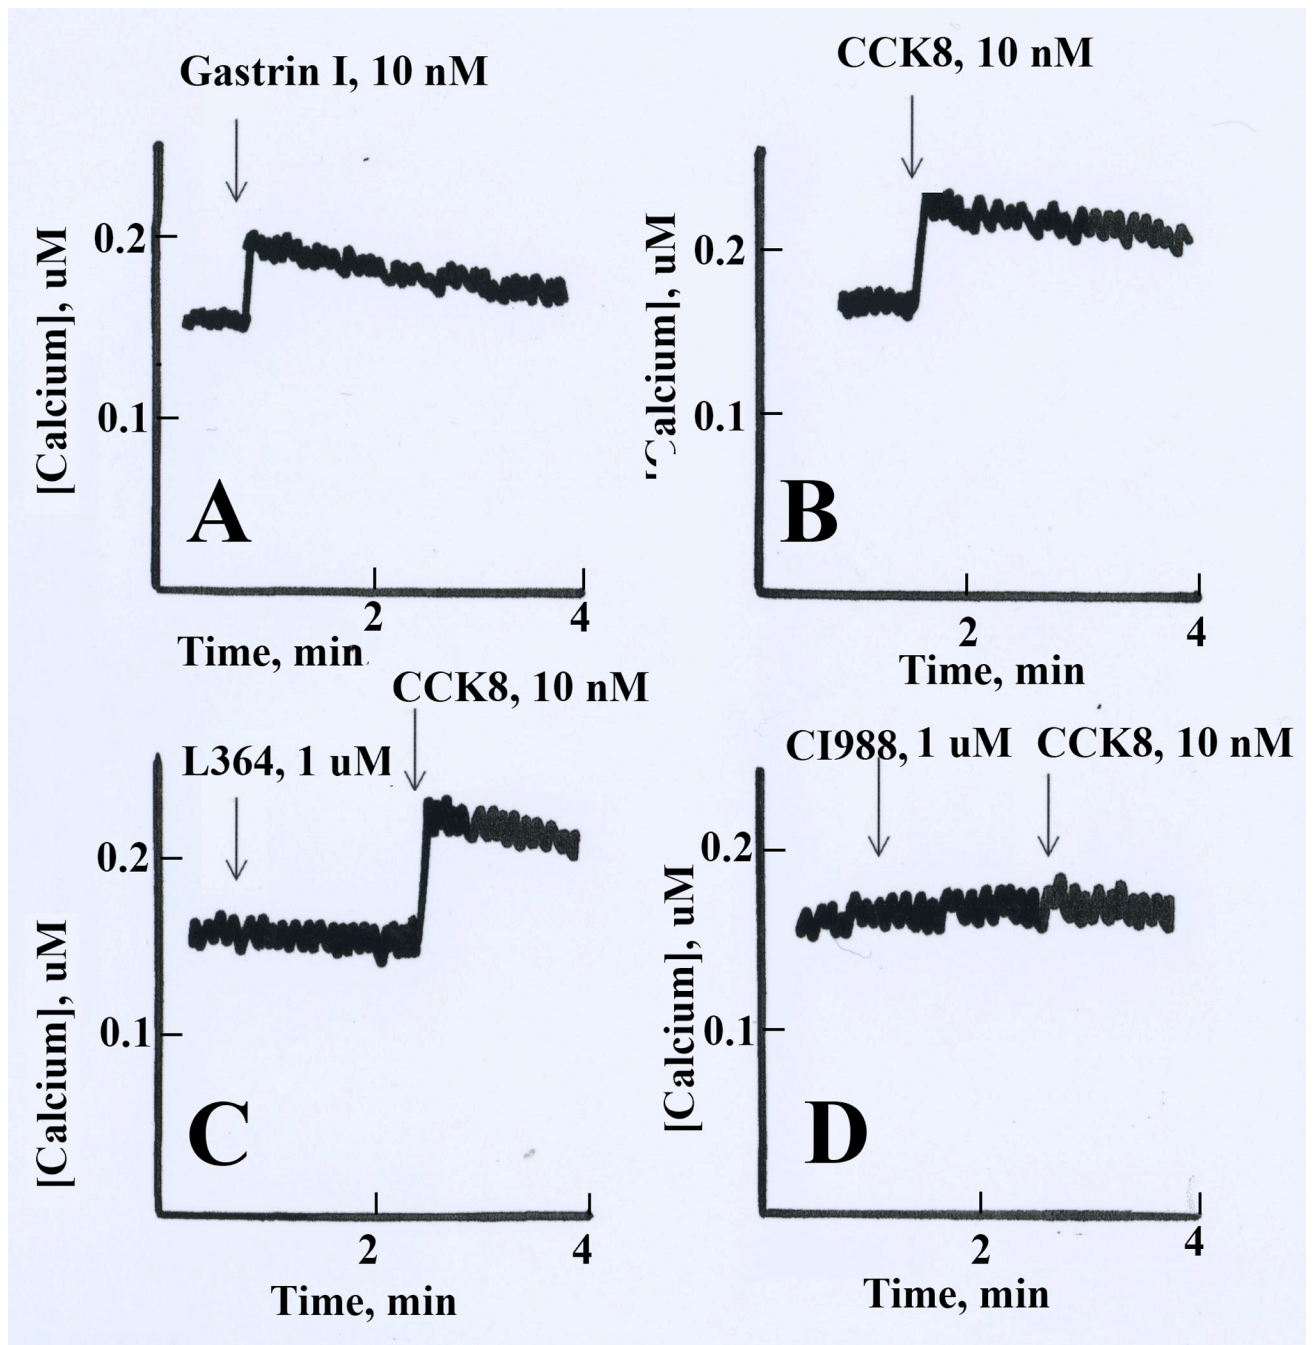 Gastrin I, 10 nM
[Calcium], uM
0.2
0.1
A
2
4
Time, min
CCK8, 10 nM
[Calcium], uM
0.2
0.1
B
2
4
Time, min
L364, 1 uM
CCK8, 10 nM
[Calcium], uM
0.2
0.1
C
2
4
Time, min
CI988, 1 uM
CCK8, 10 nM
[Calcium], uM
0.2
0.1
D
2
4
Time, min